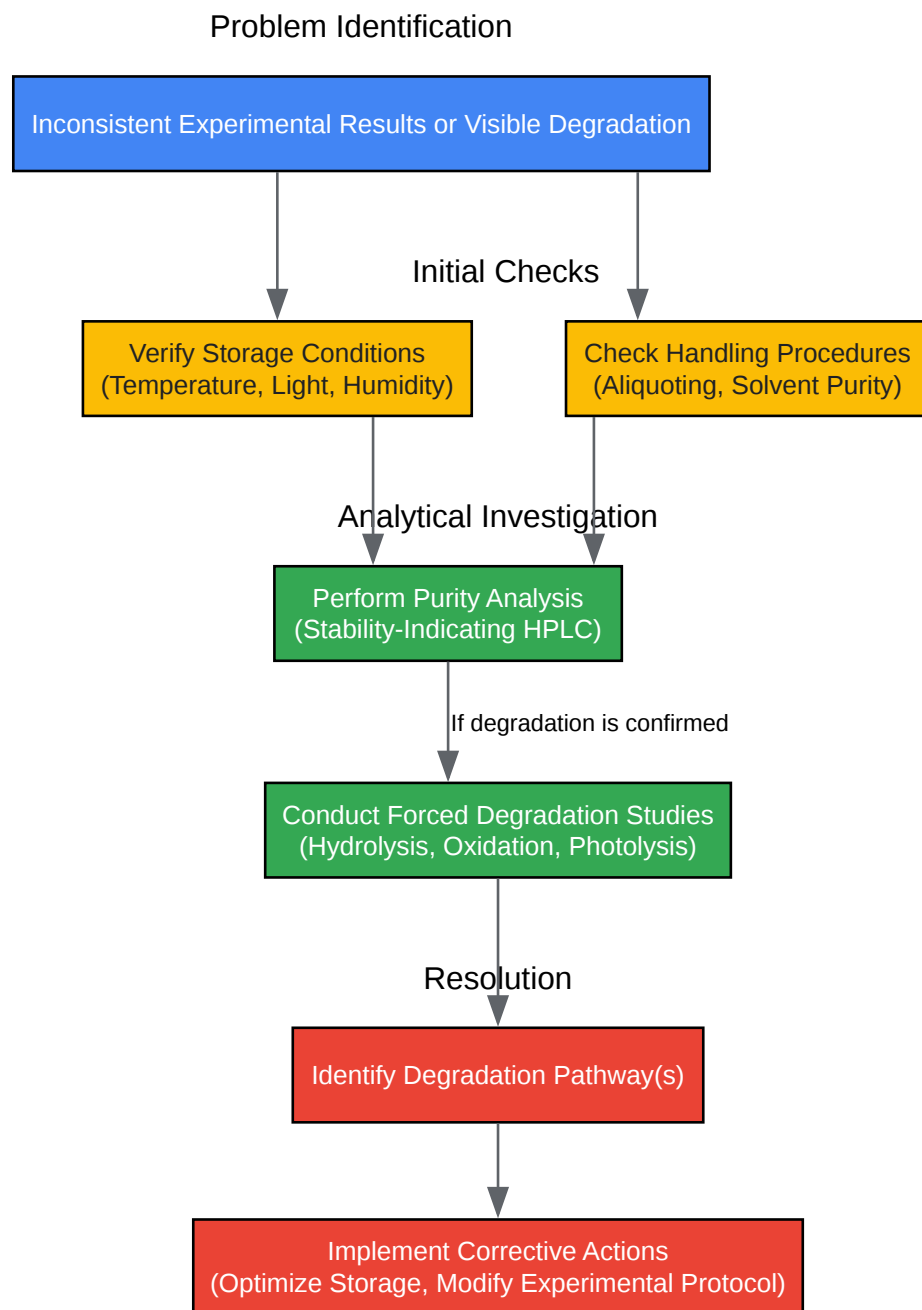 Problem Identification
Inconsistent Experimental Results or Visible Degradation
Initial Checks
Verify Storage Conditions
(Temperature, Light, Humidity)
Check Handling Procedures
(Aliquoting, Solvent Purity)
Analytical Investigation
Perform Purity Analysis
(Stability-Indicating HPLC)
If degradation is confirmed
Conduct Forced Degradation Studies
(Hydrolysis, Oxidation, Photolysis)
Resolution
Identify Degradation Pathway(s)
Implement Corrective Actions
(Optimize Storage, Modify Experimental Protocol)